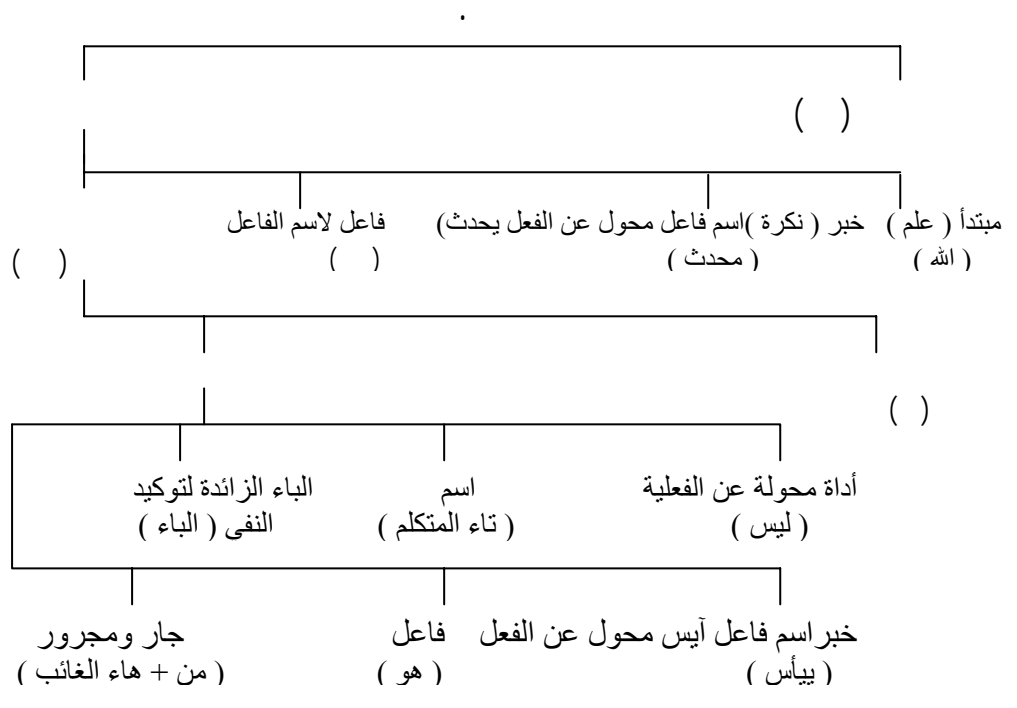 .
(   )
مبتدأ ( علم )   خبر ( نكرة )اسم فاعل محول عن الفعل يحدث)   فاعل لاسم الفاعل
( الله )   ( محدث )   (   )   (   )
(   )
أداة محولة عن الفعلية   اسم   الباء الزائدة لتوكيد
( ليس )   ( تاء المتكلم )   النفى ( الباء )
خبراسم فاعل آيس محول عن الفعل   فاعل   جار ومجرور
( ييأس )   ( هو )   ( من + هاء الغائب )